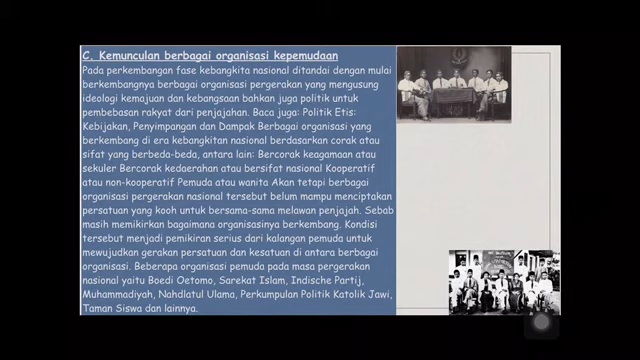 C. Kemunculan berbagai organisasi kepemudaan
Pada perkembangan fase kebangkita nasional ditandai dengan mulai
berkembangnya berbagai organisasi pergerakan yang mengusung
ideologi kemajuan dan kebangsaan bahkan juga politik untuk
pembebasan rakyat dari penjajahan. Baca juga: Politik Etis:
Kebijakan, Penyimpangan dan Dampak Berbagai organisasi yang
berkembang di era kebangkitan nasional berdasarkan corak atau
sifat yang berbeda-beda, antara lain: Bercorak keagamaan atau
sekuler Bercorak kedaerahan atau bersifat nasional Kooperatif
atau non-kooperatif Pemuda atau wanita Akan tetapi berbagai
organisasi pergerakan nasional tersebut belum mampu menciptakan
persatuan yang kooh untuk bersama-sama melawan penjajah. Sebab
masih memikirkan bagaimana organisasinya berkembang. Kondisi
tersebut menjadi pemikiran serius dari kalangan pemuda untuk
mewujudkan gerakan persatuan dan kesatuan di antara berbagai
organisasi. Beberapa organisasi pemuda pada masa pergerakan
nasional yaitu Boedi Oetomo, Sarekat Islam, Indische Partij,
Muhammadiyah, Nahdlatul Ulama, Perkumpulan Politik Katolik Jawi,
Taman Siswa dan lainnya.